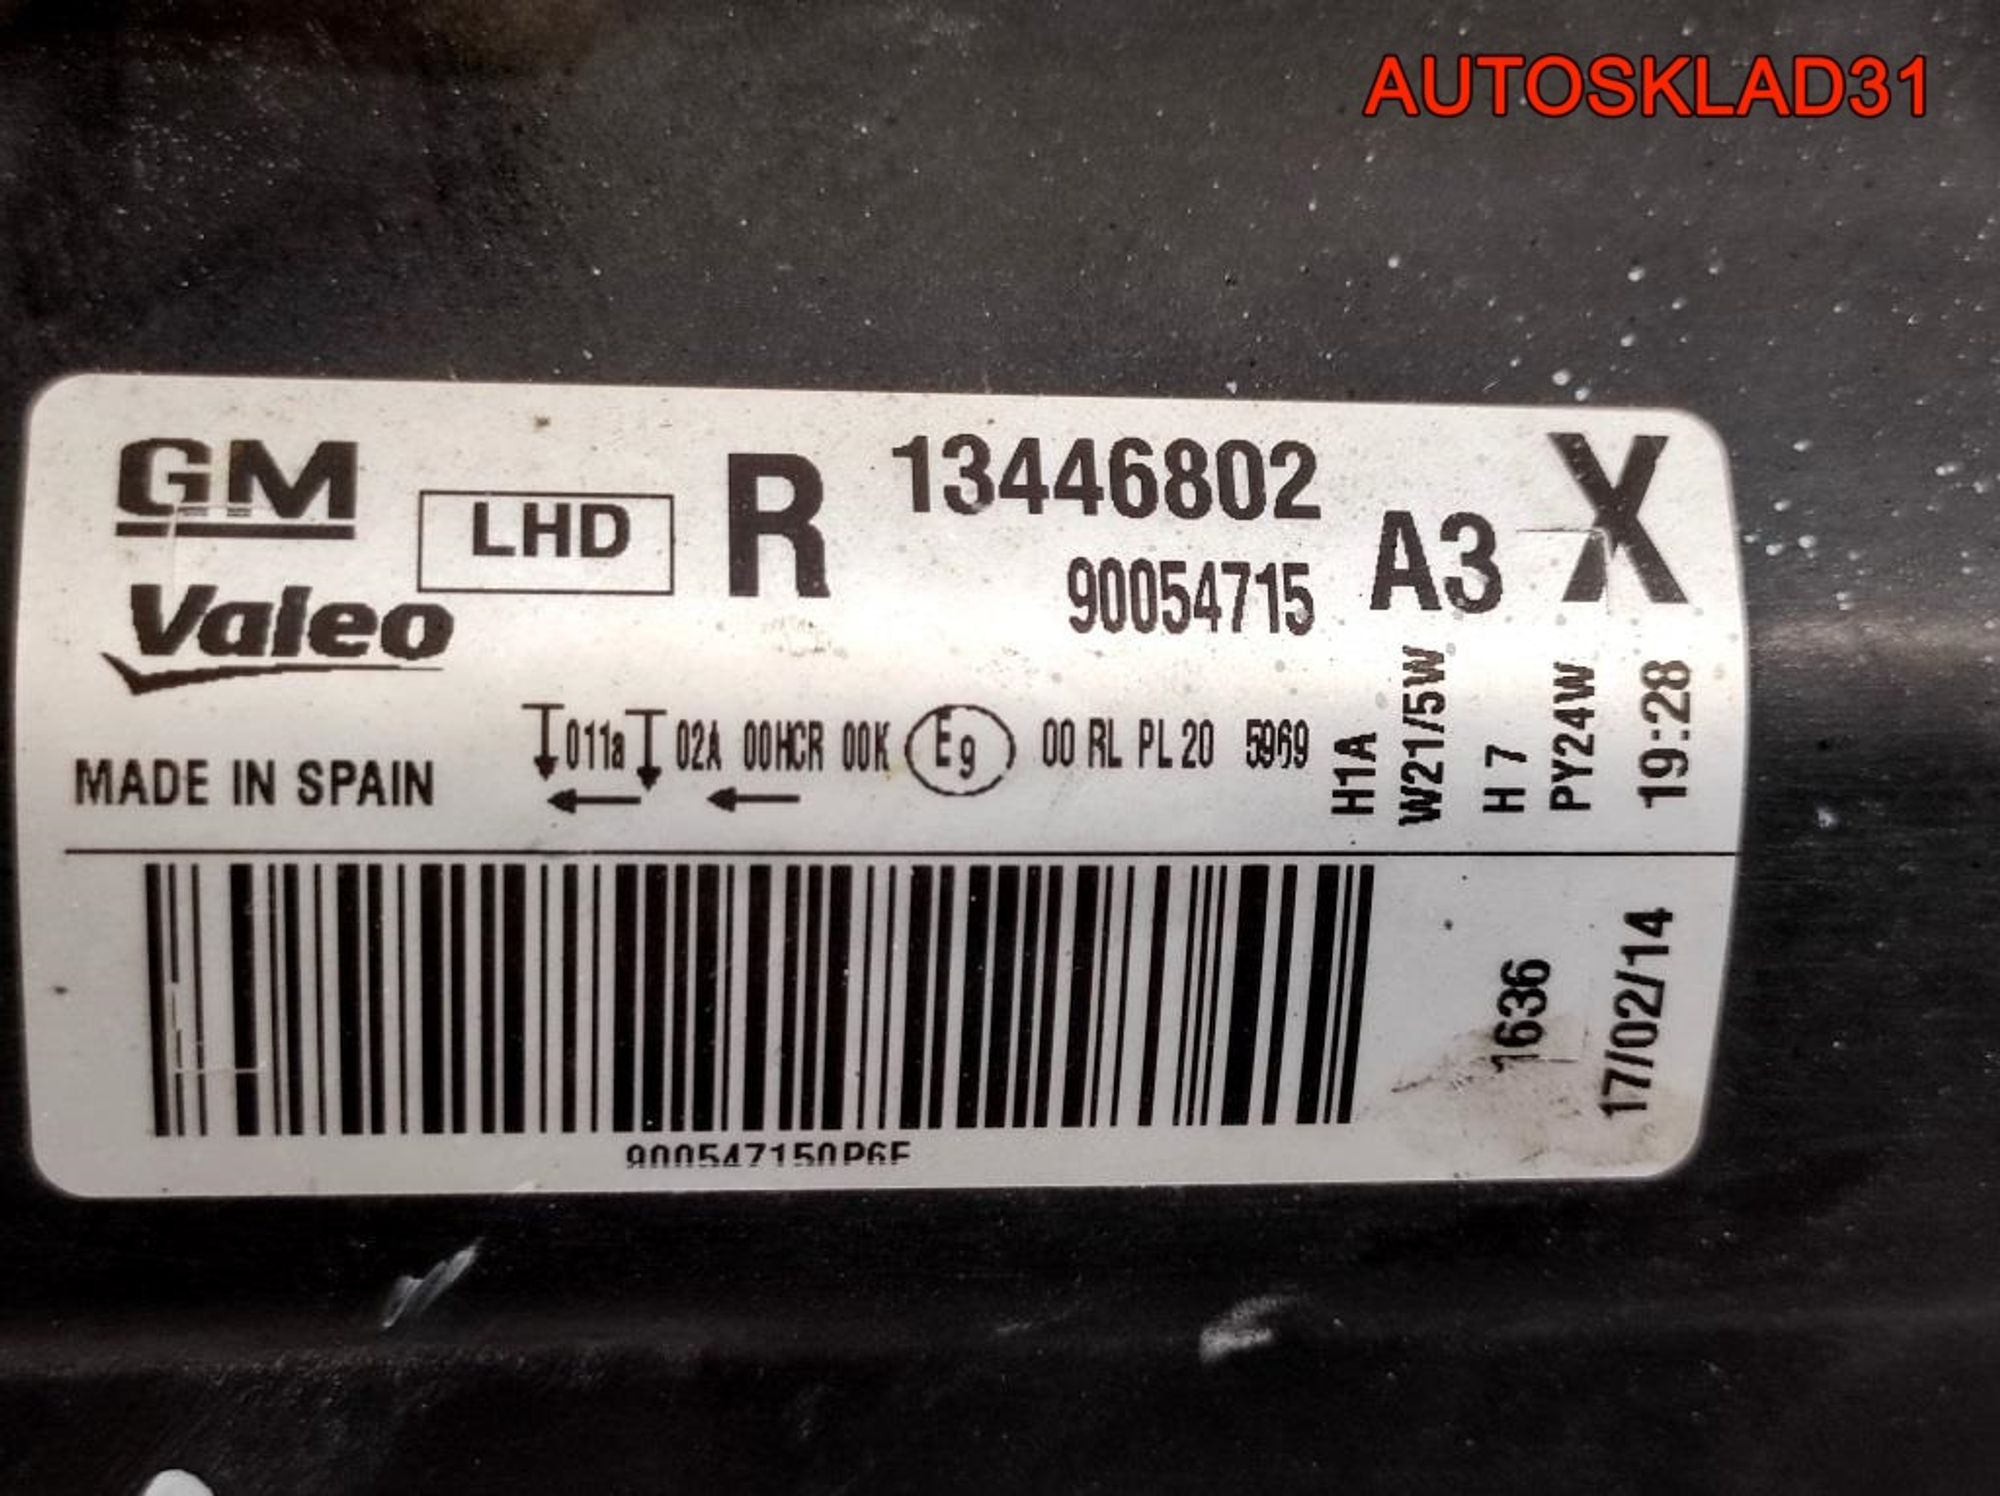 AUTOSKLAD31
GM
LHD
R
13446802
90054715
A3
X
Valeo
MADE IN SPAIN
011a 02A 00HCR 00K E9 00 RL PL 20 5969
H1A
W21/5W
H 7
PY24W
19:28
1636
17/02/14
900547150P6F